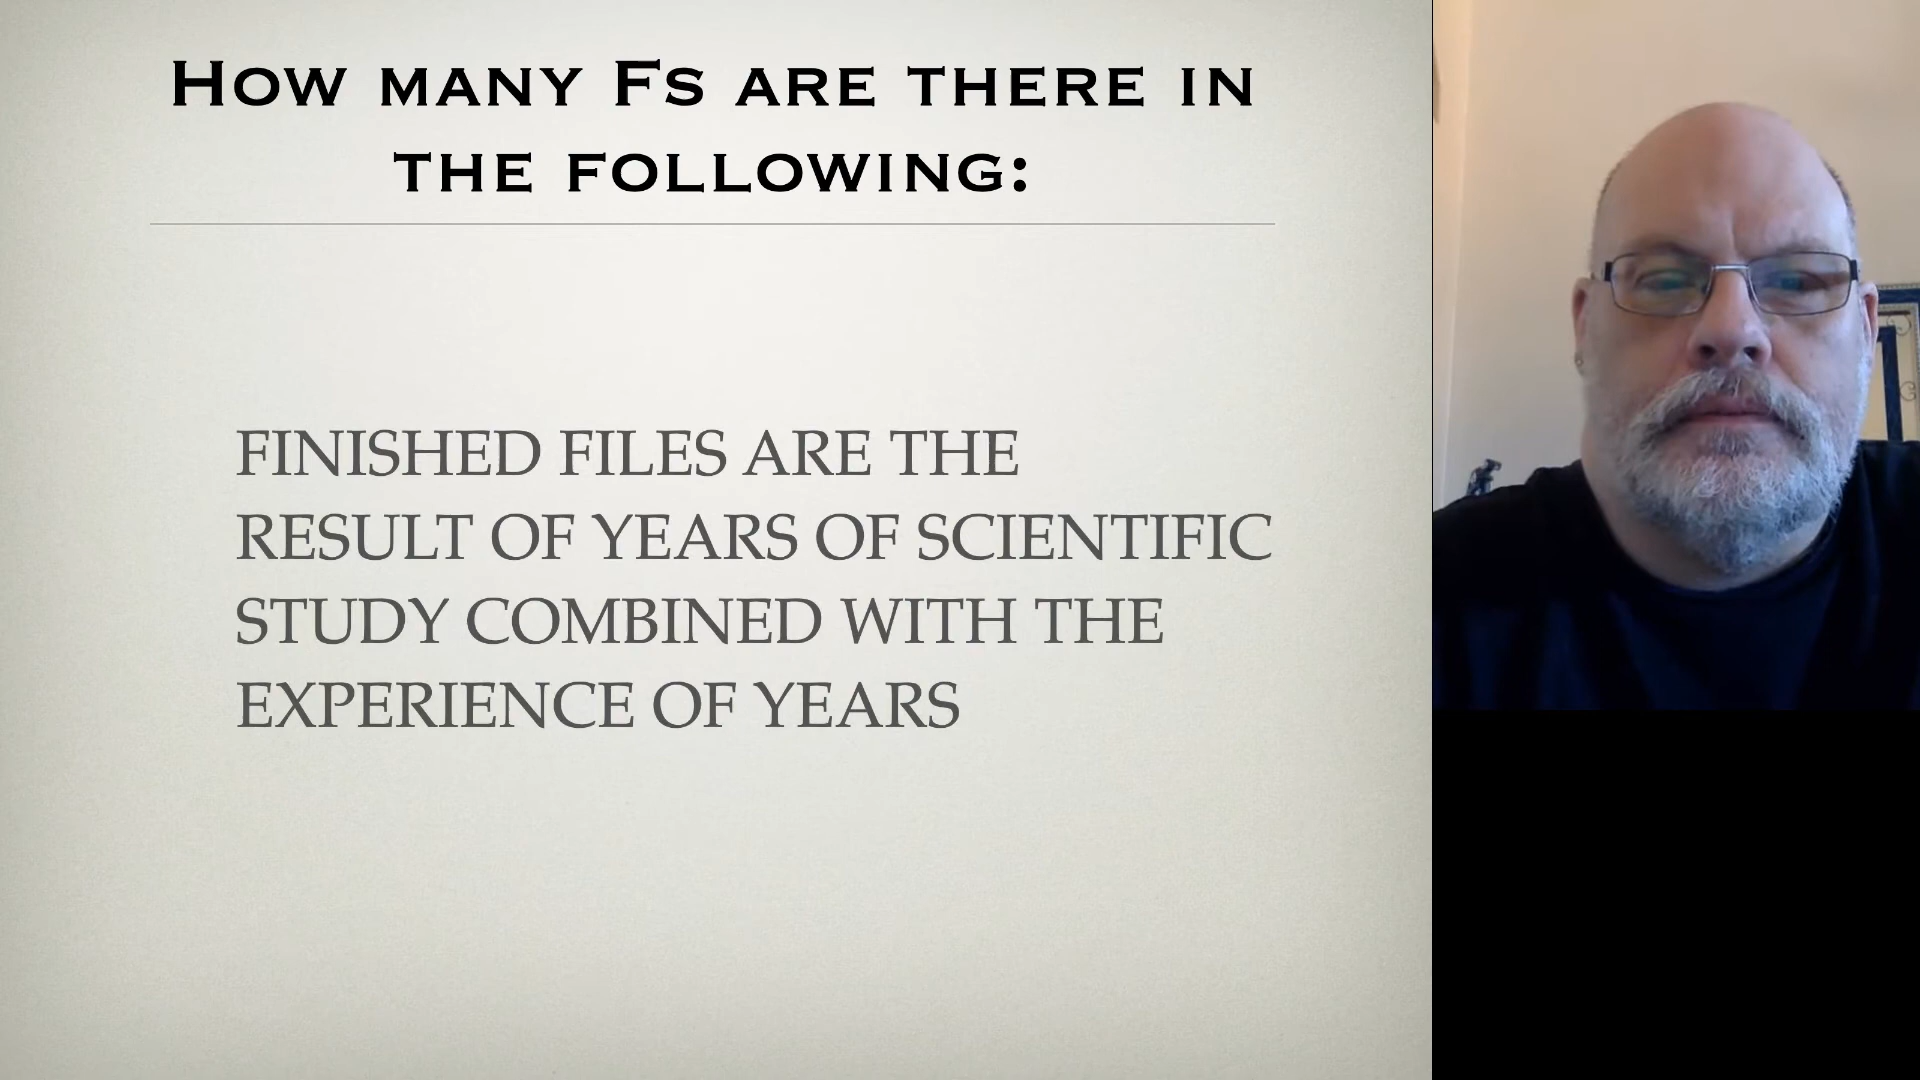 How many Fs are there in
the following:
FINISHED FILES ARE THE
RESULT OF YEARS OF SCIENTIFIC
STUDY COMBINED WITH THE
EXPERIENCE OF YEARS